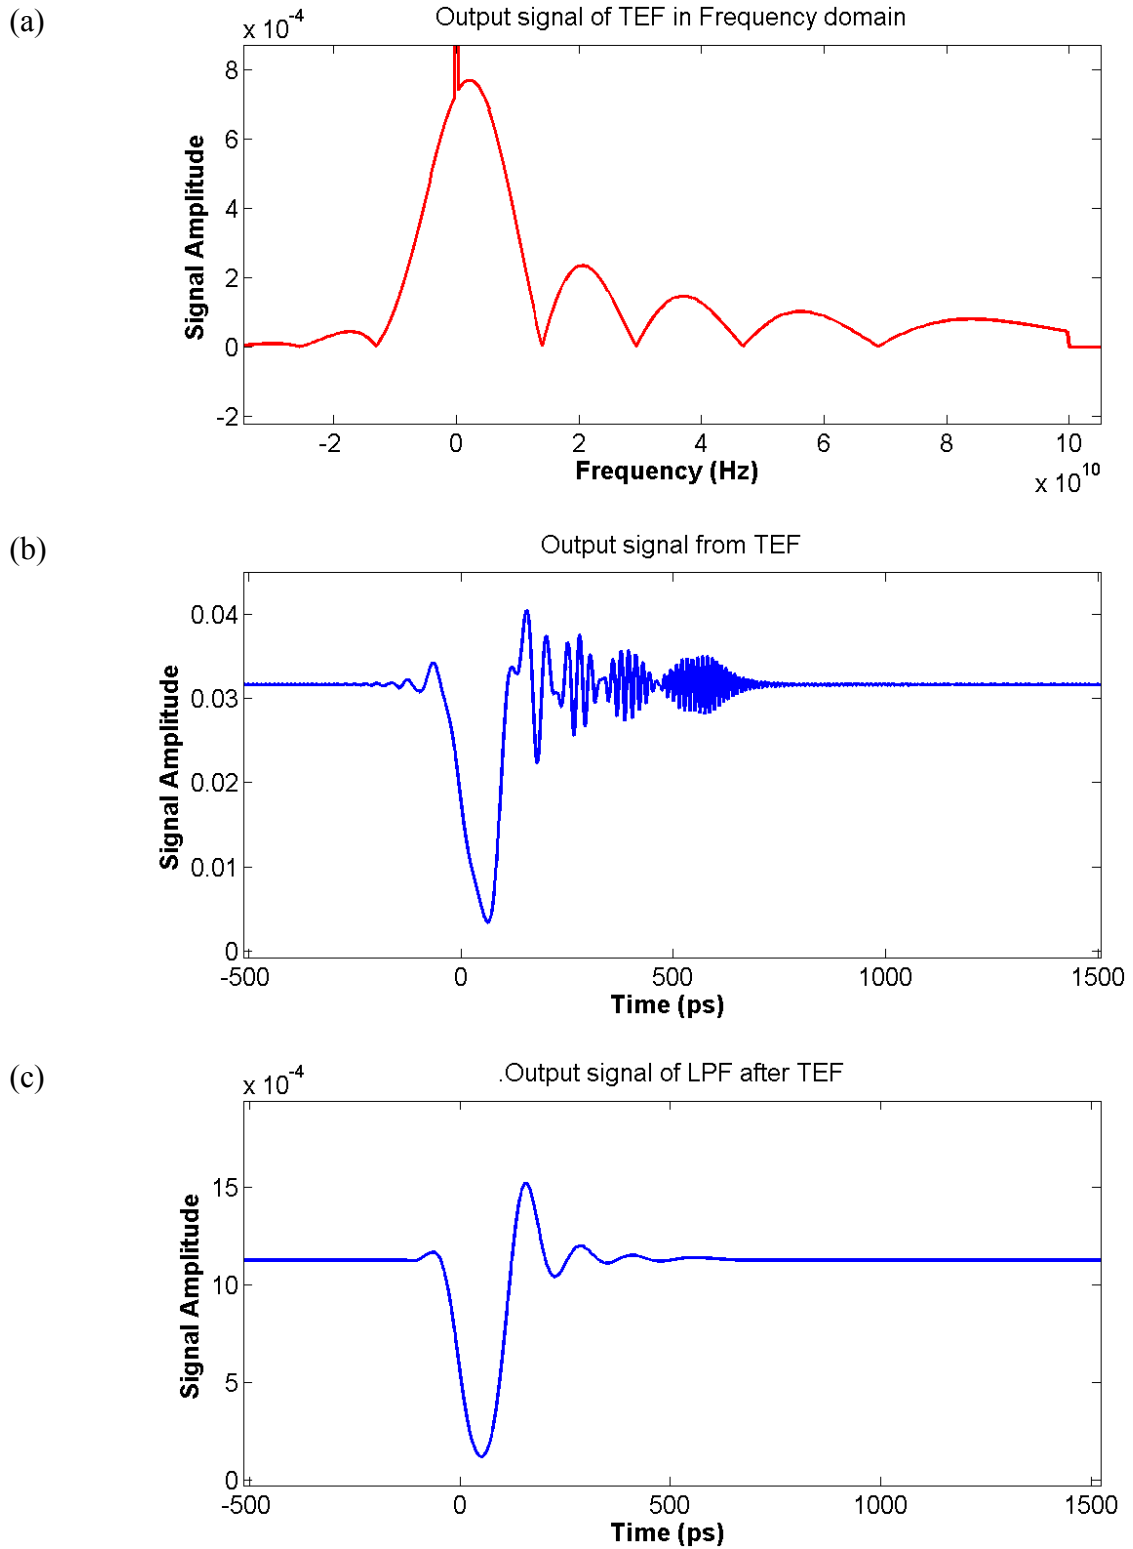 (a)
Output signal of TEF in Frequency domain
x 10⁻⁴
8
6
4
2
0
-2
Signal Amplitude
-2 0 2 4 6 8 10
Frequency (Hz)
x 10¹⁰
(b)
Output signal from TEF
0.04
0.03
0.02
0.01
0
Signal Amplitude
-500 0 500 1000 1500
Time (ps)
(c)
.Output signal of LPF after TEF
x 10⁻⁴
15
10
5
0
Signal Amplitude
-500 0 500 1000 1500
Time (ps)